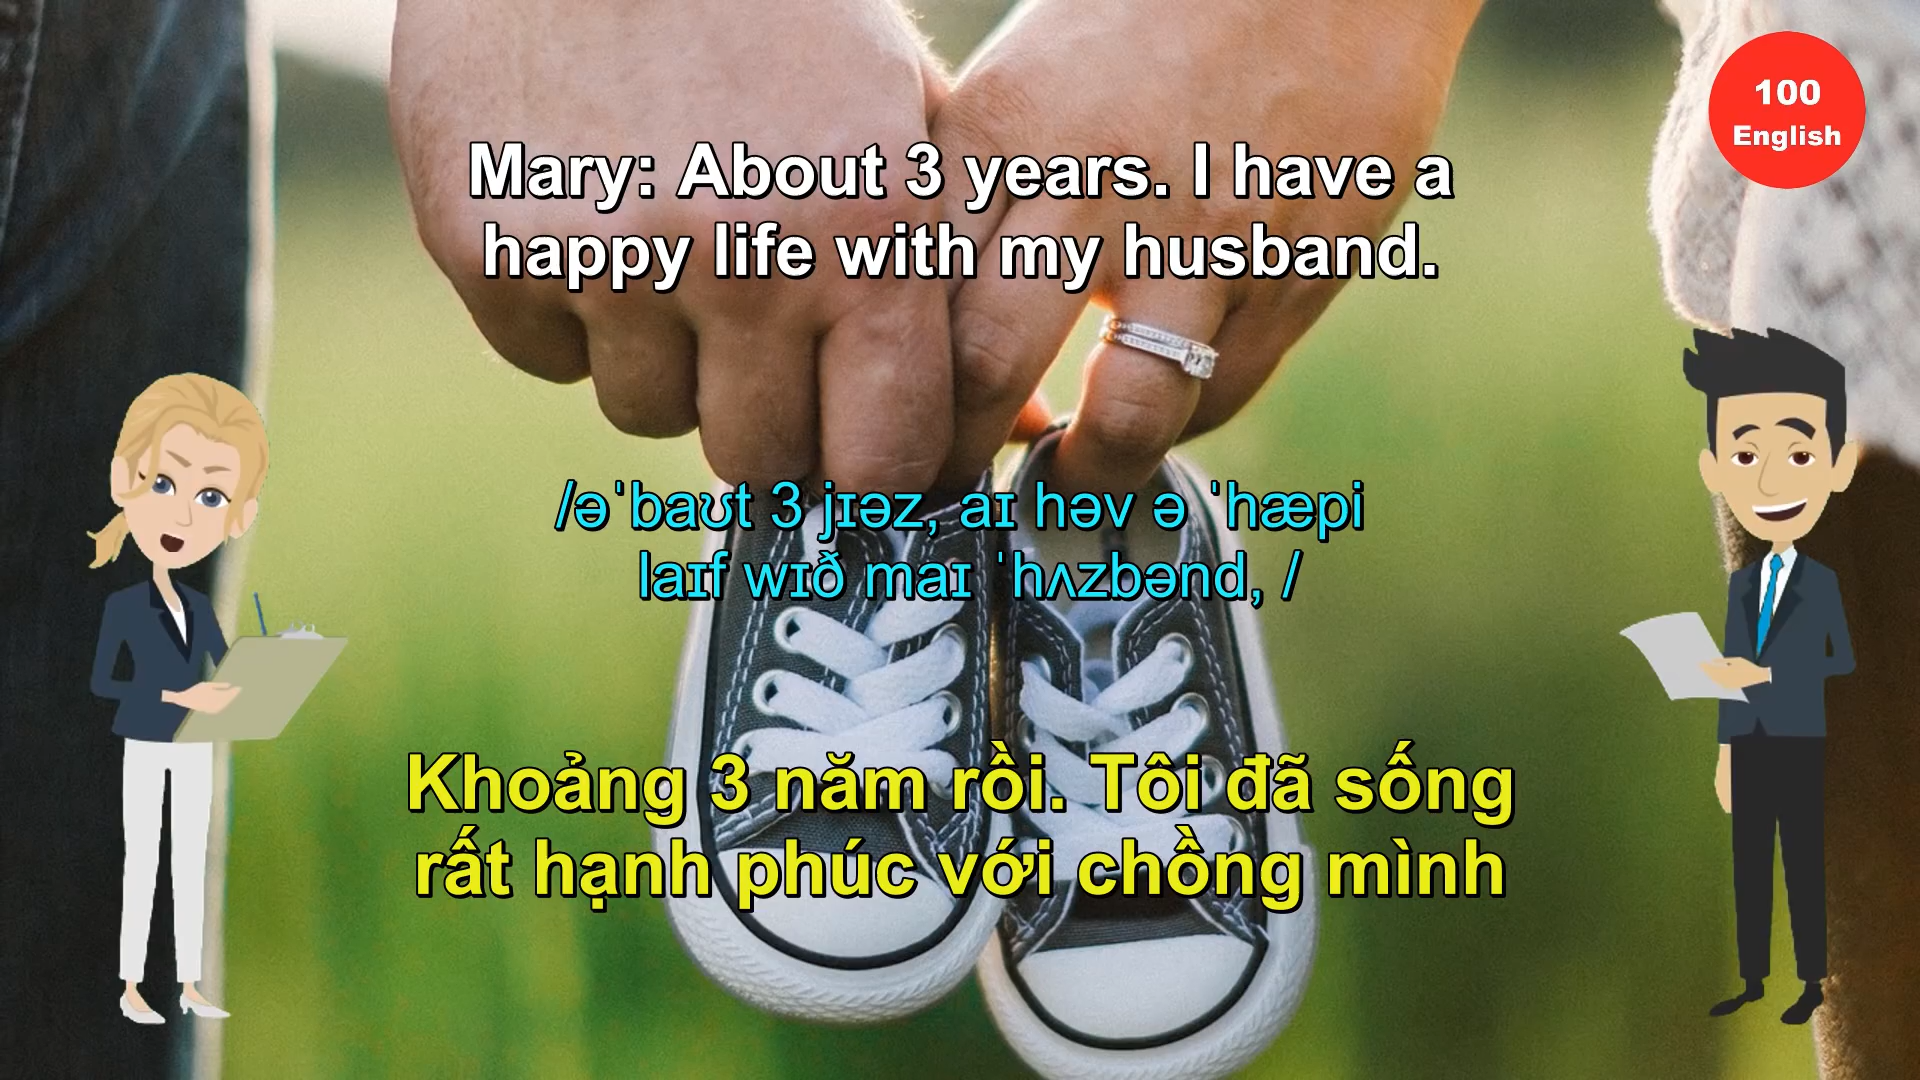 100
English
Mary: About 3 years. I have a
happy life with my husband.
/əˈbaʊt 3 jɪəz, aɪ həv ə ˈhæpi
laɪf wɪð maɪ ˈhʌzbənd, /
Khoảng 3 năm rồi. Tôi đã sống
rất hạnh phúc với chồng mình